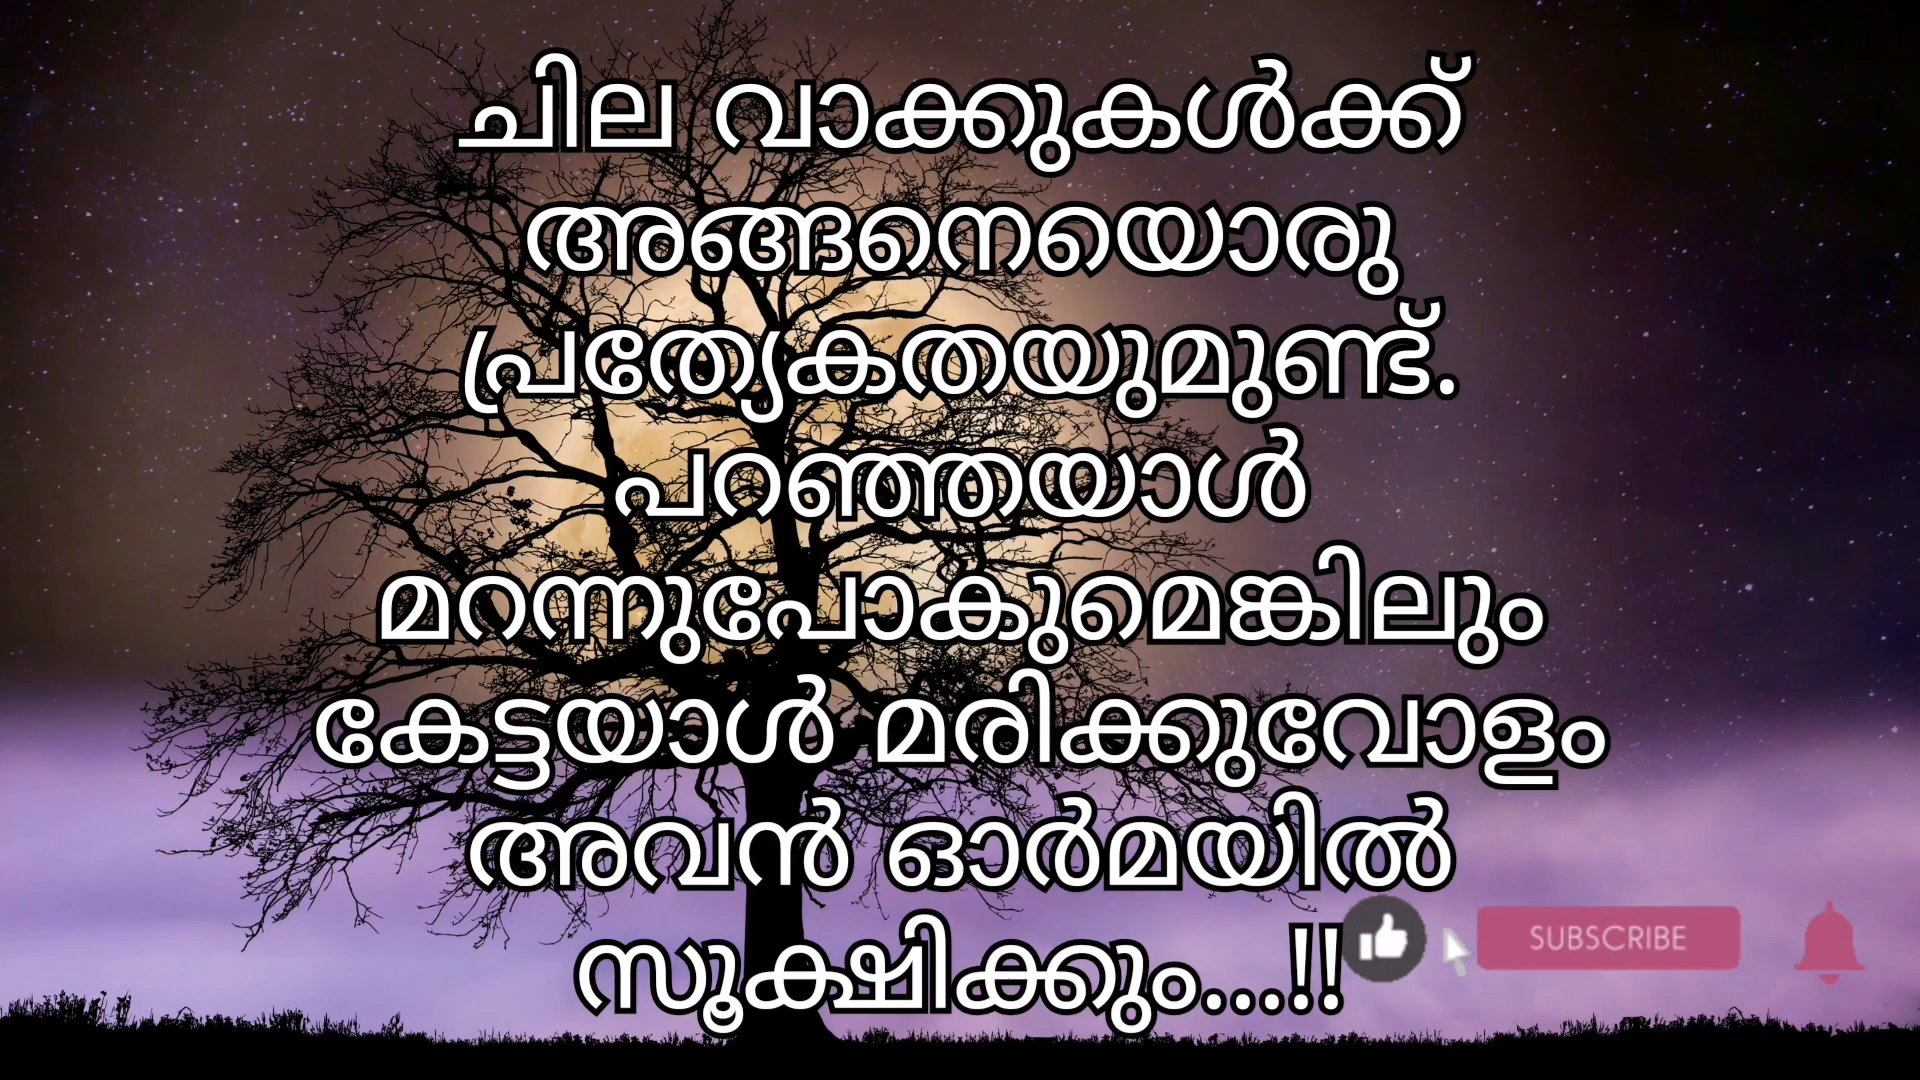 ചില വാക്കുകൾക്ക്
അങ്ങനെയൊരു
പ്രത്യേകതയുമുണ്ട്.
പറഞ്ഞയാൾ
മറന്നുപോകുമെങ്കിലും
കേട്ടയാൾ മരിക്കുവോളം
അവൻ ഓർമയിൽ
സൂക്ഷിക്കും...!!
SUBSCRIBE